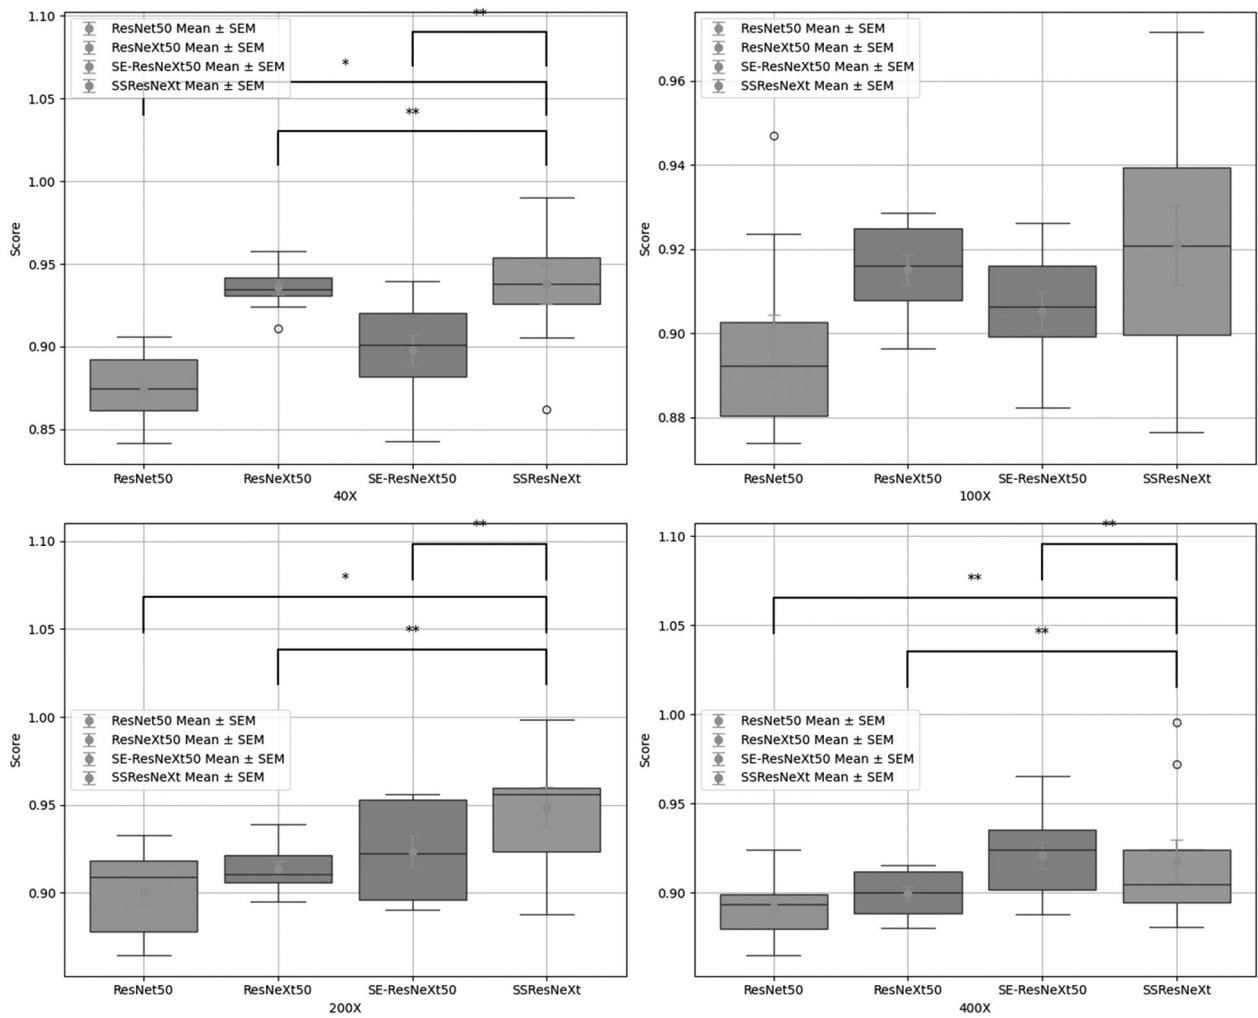 1.10
1.05
1.00
0.95
0.90
0.85
Score
ResNet50 Mean ± SEM
ResNeXt50 Mean ± SEM
SE-ResNeXt50 Mean ± SEM
SSResNeXt Mean ± SEM
**
*
**
ResNet50 ResNeXt50 SE-ResNeXt50 SSResNeXt
40X
0.96
0.94
0.92
0.90
0.88
Score
ResNet50 Mean ± SEM
ResNeXt50 Mean ± SEM
SE-ResNeXt50 Mean ± SEM
SSResNeXt Mean ± SEM
ResNet50 ResNeXt50 SE-ResNeXt50 SSResNeXt
100X
1.10
1.05
1.00
0.95
0.90
Score
**
*
**
ResNet50 Mean ± SEM
ResNeXt50 Mean ± SEM
SE-ResNeXt50 Mean ± SEM
SSResNeXt Mean ± SEM
ResNet50 ResNeXt50 SE-ResNeXt50 SSResNeXt
200X
1.10
1.05
1.00
0.95
0.90
Score
**
**
**
ResNet50 Mean ± SEM
ResNeXt50 Mean ± SEM
SE-ResNeXt50 Mean ± SEM
SSResNeXt Mean ± SEM
ResNet50 ResNeXt50 SE-ResNeXt50 SSResNeXt
400X